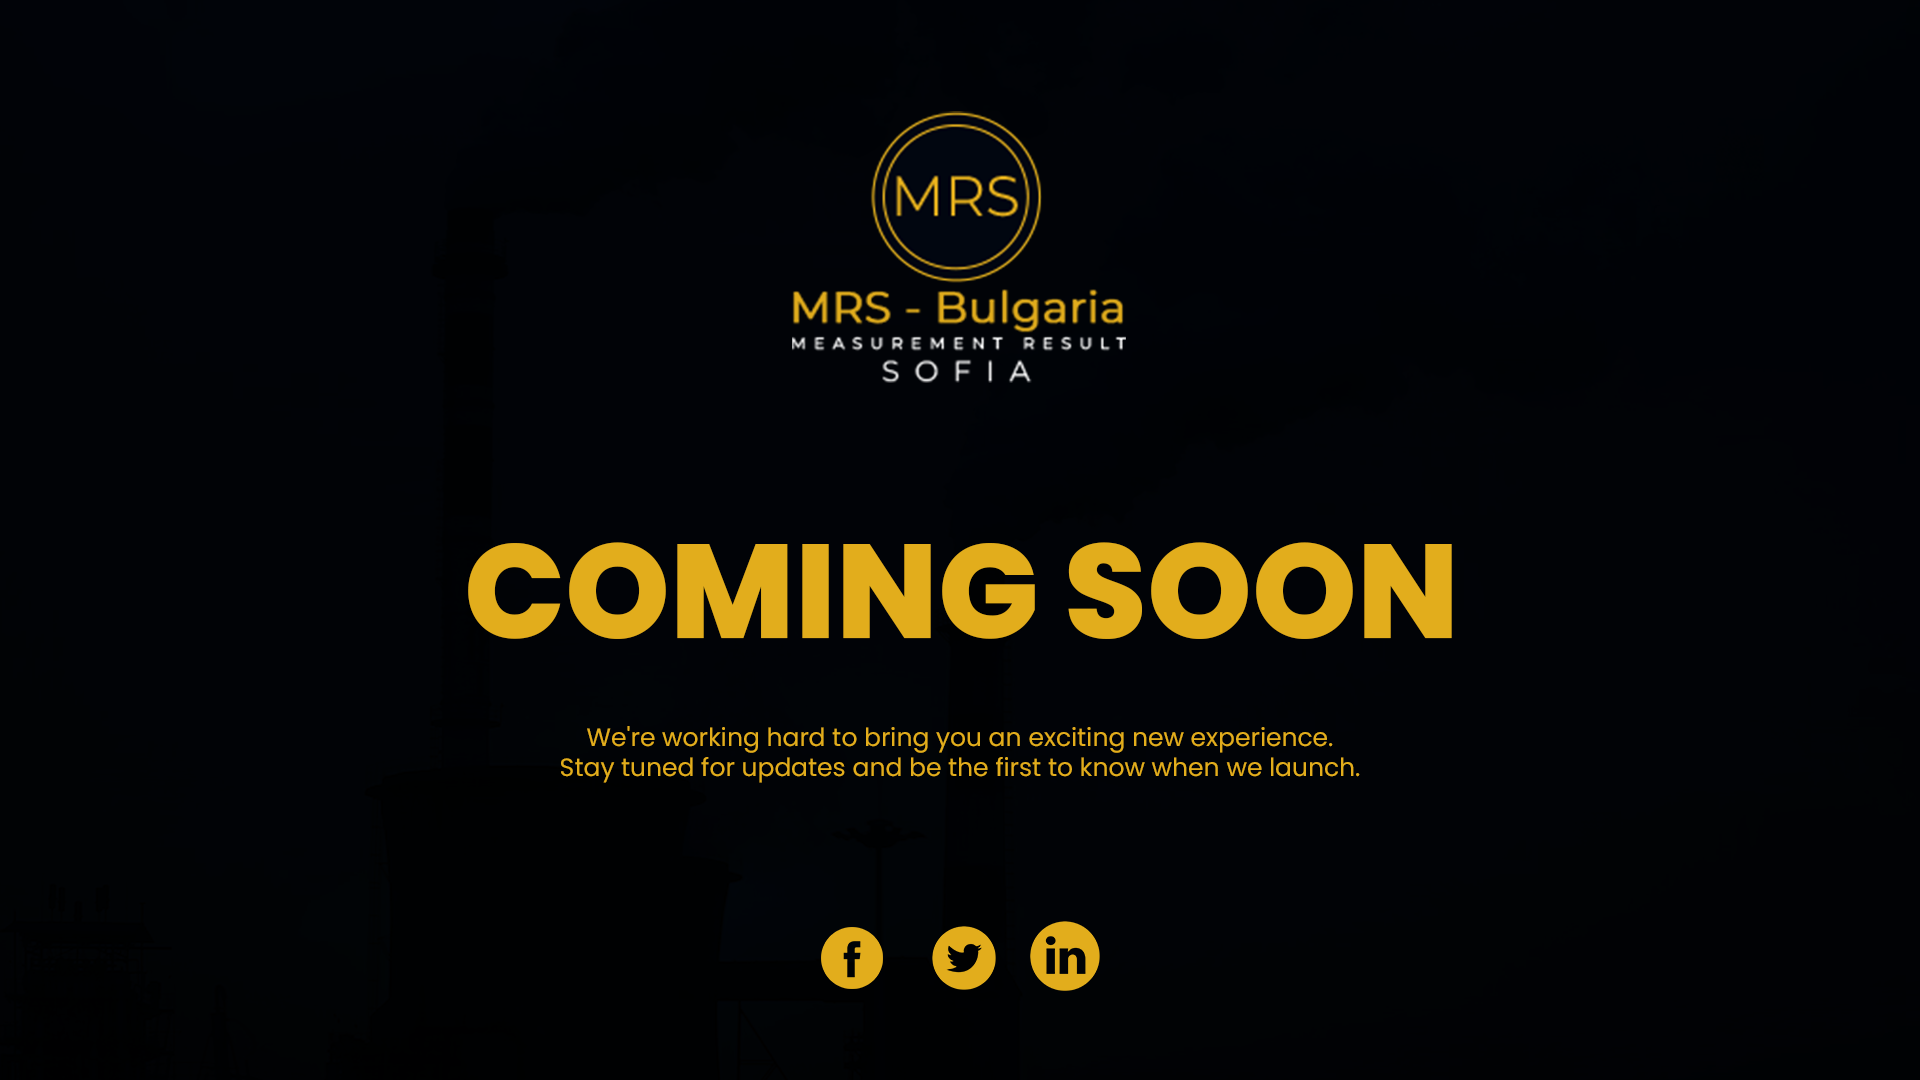 MRS
MRS - Bulgaria
MEASUREMENT RESULT
SOFIA
COMING SOON
We're working hard to bring you an exciting new experience.
Stay tuned for updates and be the first to know when we launch.
f
in